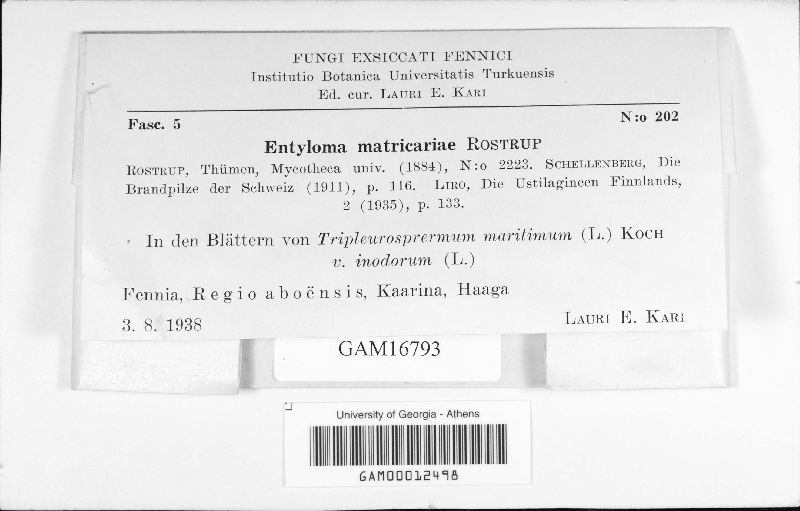 FUNGI EXSICCATI FENNICI
Institutio Botanica Universitatis Turkuensis
Ed. cur. LAURI E. KARI
Fasc. 5 N:o 202
Entyloma matricariae ROSTRUP
ROSTRUP, Thümen, Mycotheca univ. (1884), N:o 2223. SCHELLENBERG, Die
Brandpilze der Schweiz (1911), p. 116. LIRO, Die Ustilagineen Finnlands,
2 (1935), p. 133.
In den Blättern von Tripleurosprermum maritimum (L.) KOCH
v. inodorum (L.)
Fennia, Regio aboënsis, Kaarina, Haaga
3. 8. 1938 LAURI E. KARI
GAM16793
University of Georgia - Athens
GAM00012498